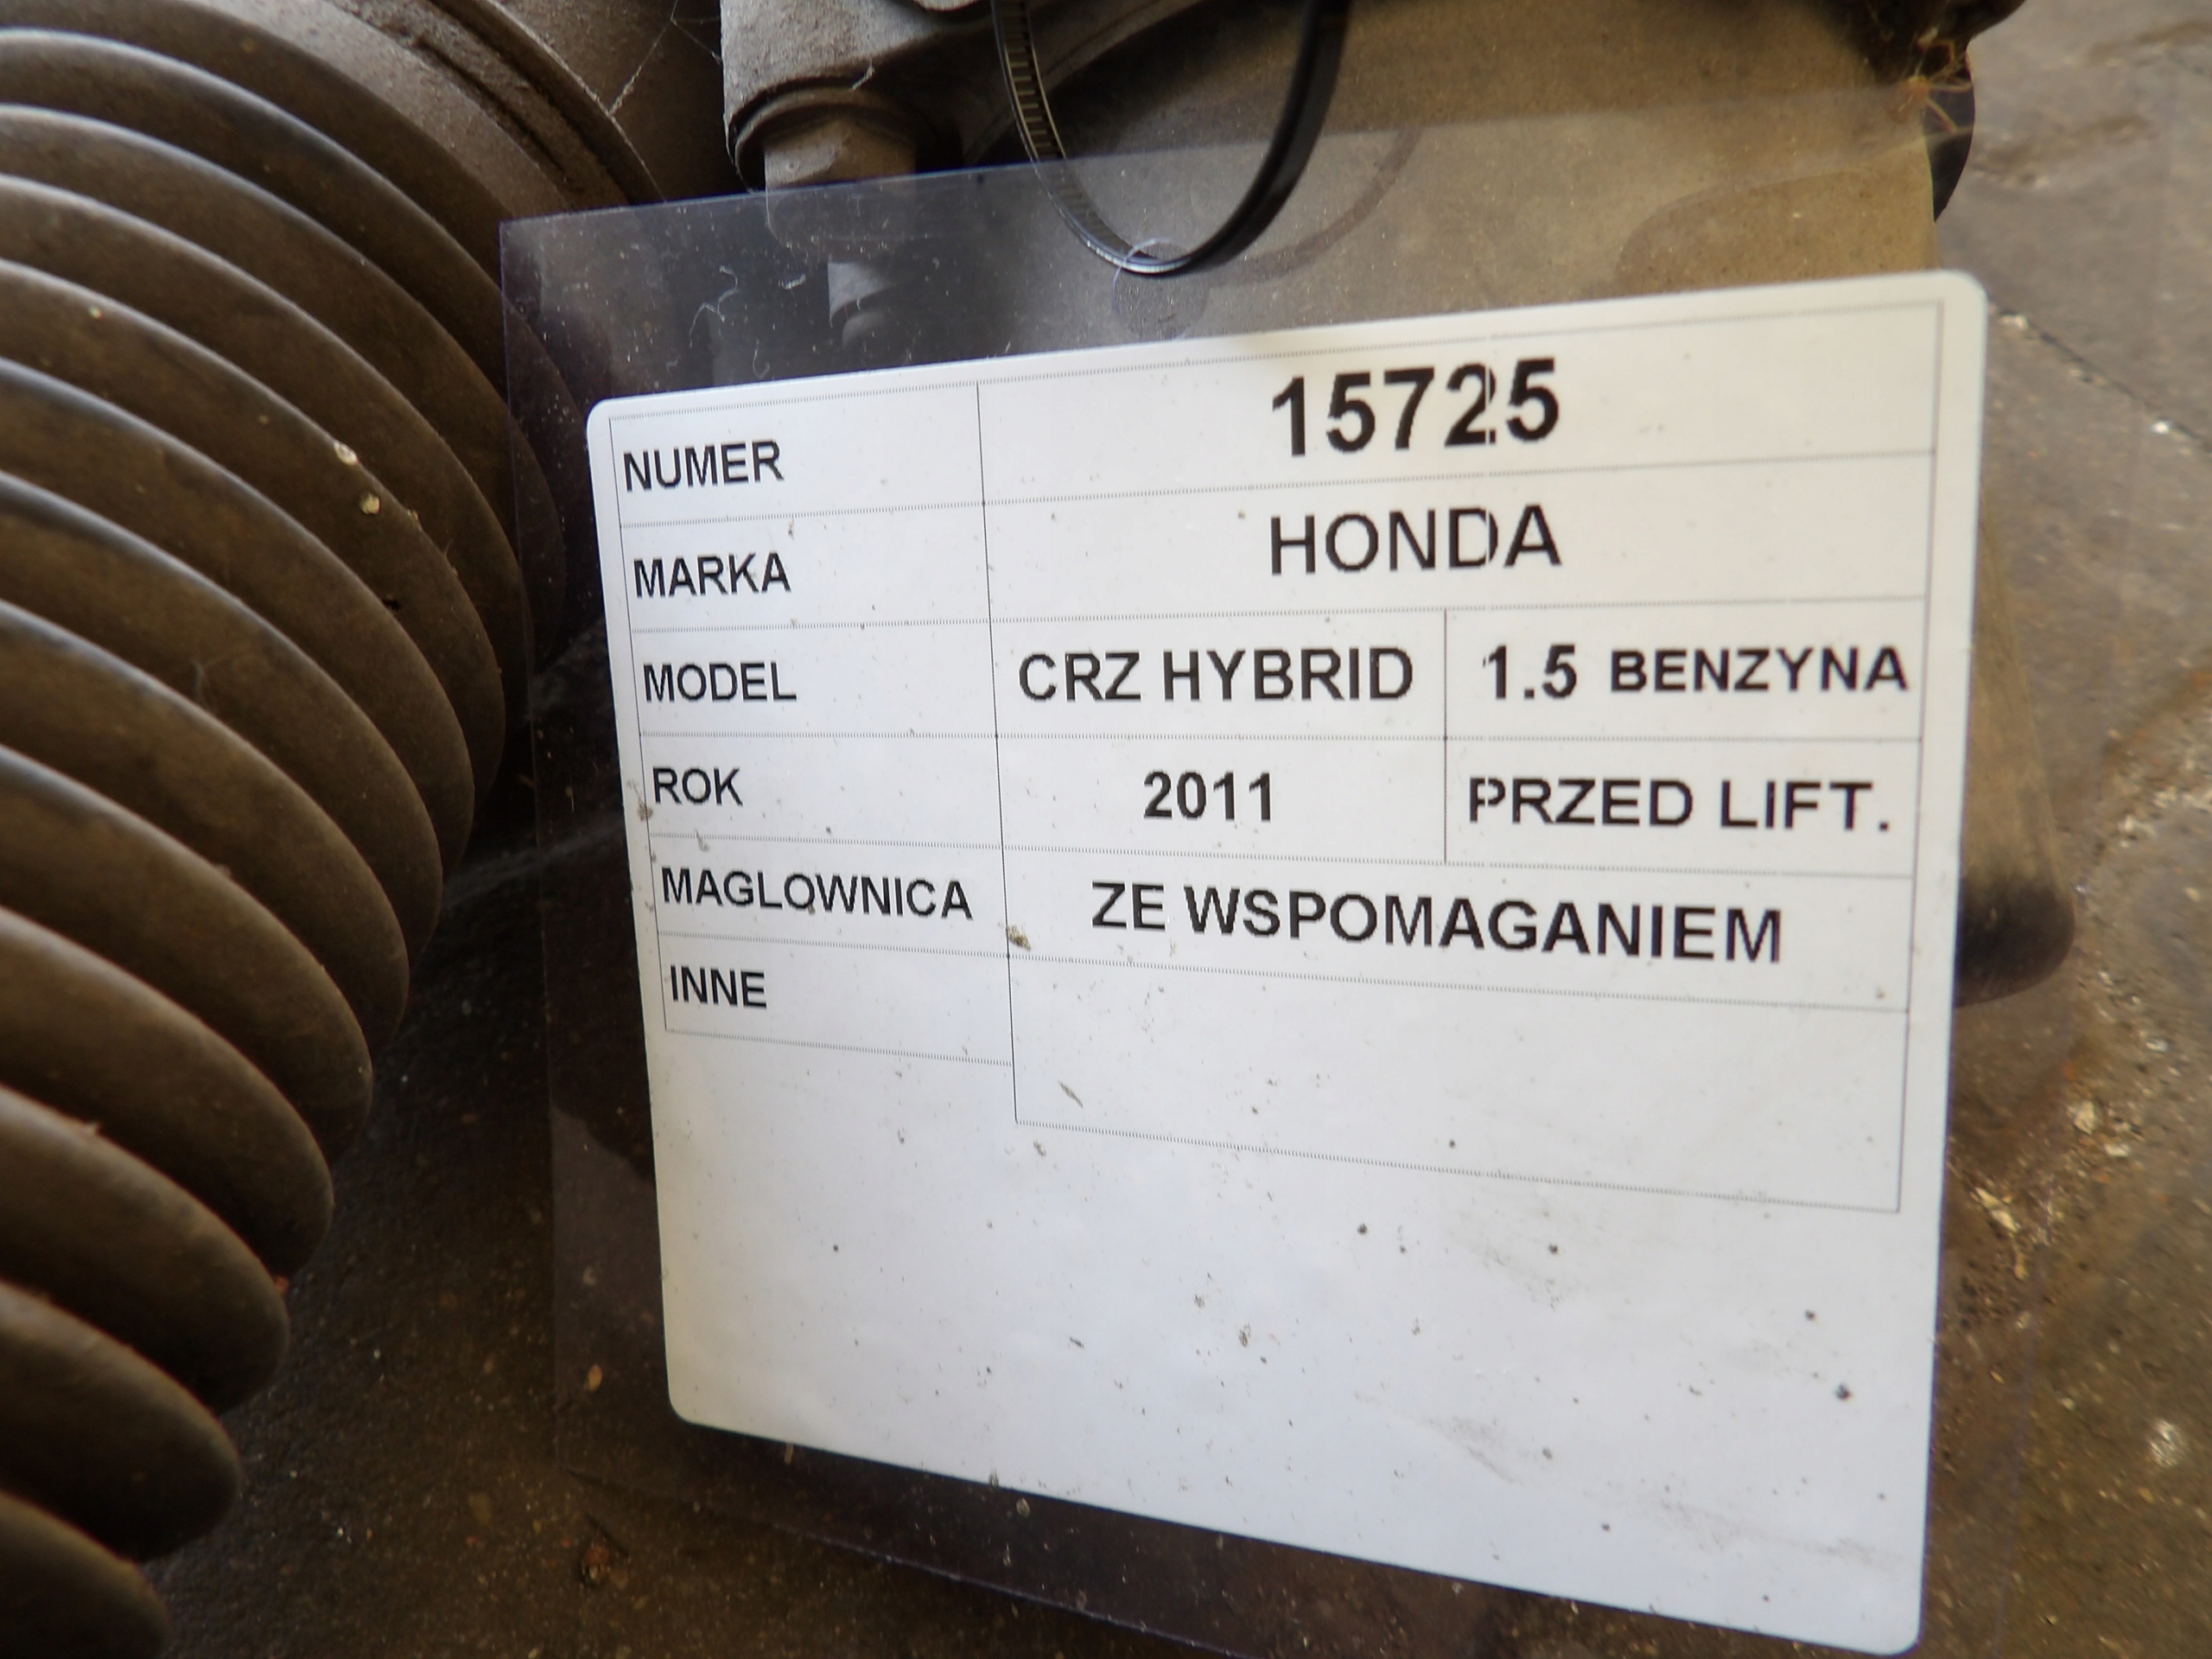 NUMER 15725
MARKA HONDA
MODEL CRZ HYBRID 1.5 BENZYNA
ROK 2011 PRZED LIFT.
MAGLOWNICA ZE WSPOMAGANIEM
INNE